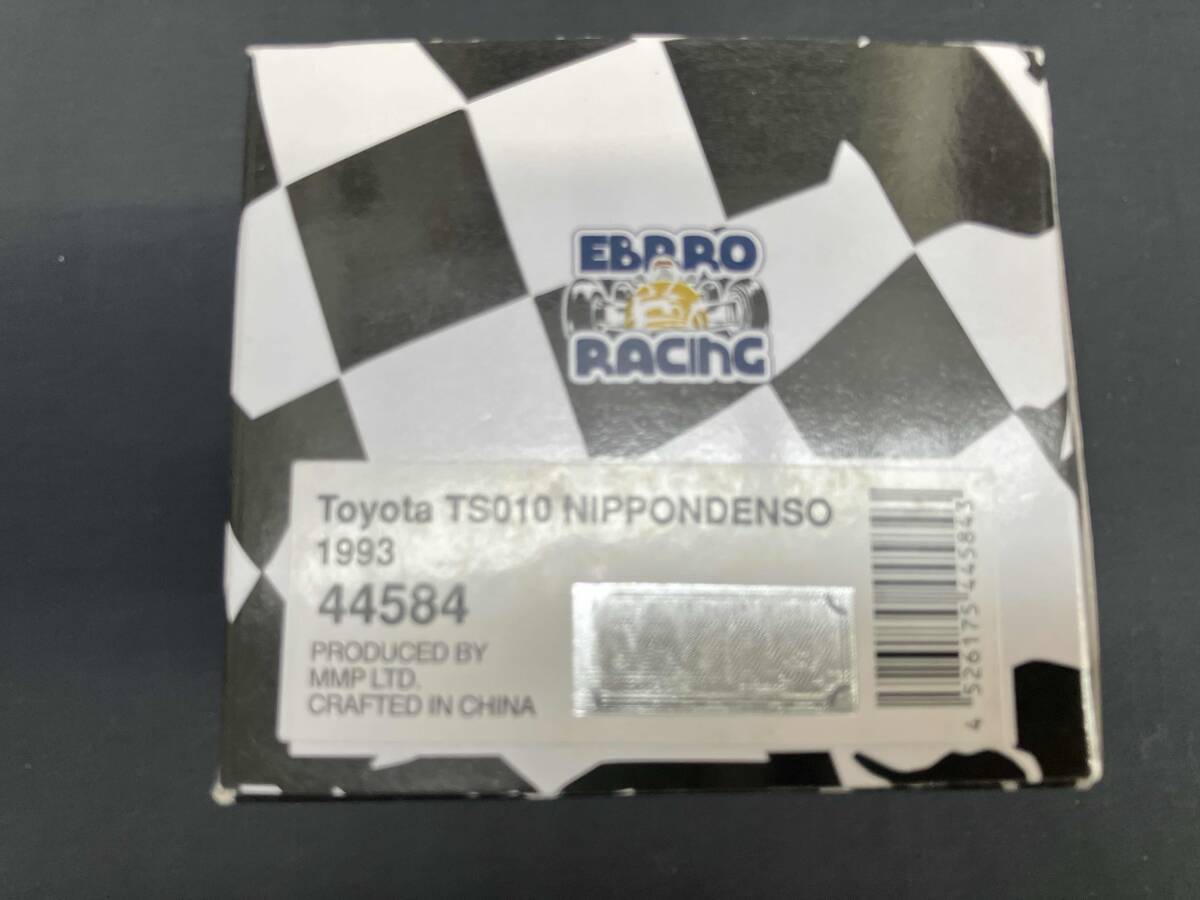 EBBRO
RACING
Toyota TS010 NIPPONDENSO
1993
44584
PRODUCED BY
MMP LTD.
CRAFTED IN CHINA
4 526175 445843